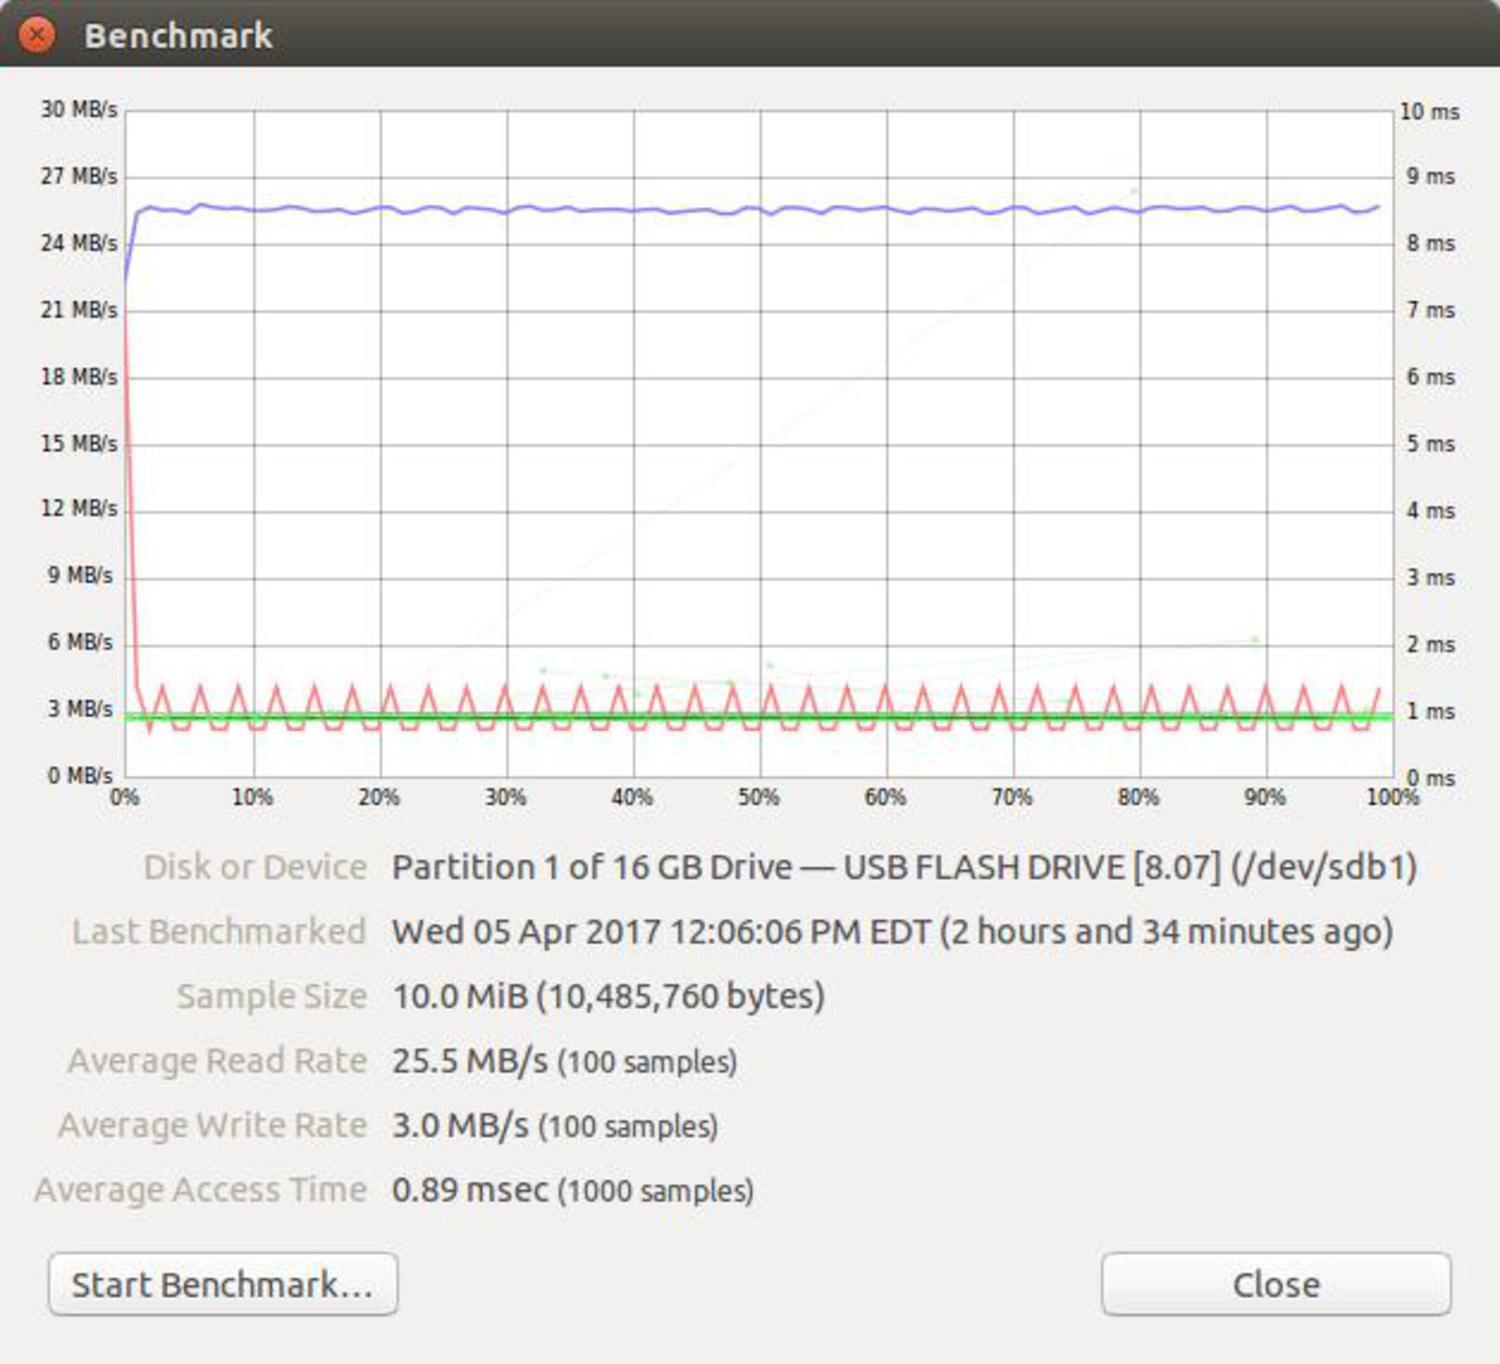 Benchmark
30 MB/s
10 ms
27 MB/s
9 ms
24 MB/s
8 ms
21 MB/s
7 ms
18 MB/s
6 ms
15 MB/s
5 ms
12 MB/s
4 ms
9 MB/s
3 ms
6 MB/s
2 ms
3 MB/s
1 ms
0 MB/s
0 ms
0% 10% 20% 30% 40% 50% 60% 70% 80% 90% 100%
Disk or Device Partition 1 of 16 GB Drive — USB FLASH DRIVE [8.07] (/dev/sdb1)
Last Benchmarked Wed 05 Apr 2017 12:06:06 PM EDT (2 hours and 34 minutes ago)
Sample Size 10.0 MiB (10,485,760 bytes)
Average Read Rate 25.5 MB/s (100 samples)
Average Write Rate 3.0 MB/s (100 samples)
Average Access Time 0.89 msec (1000 samples)
Start Benchmark... Close